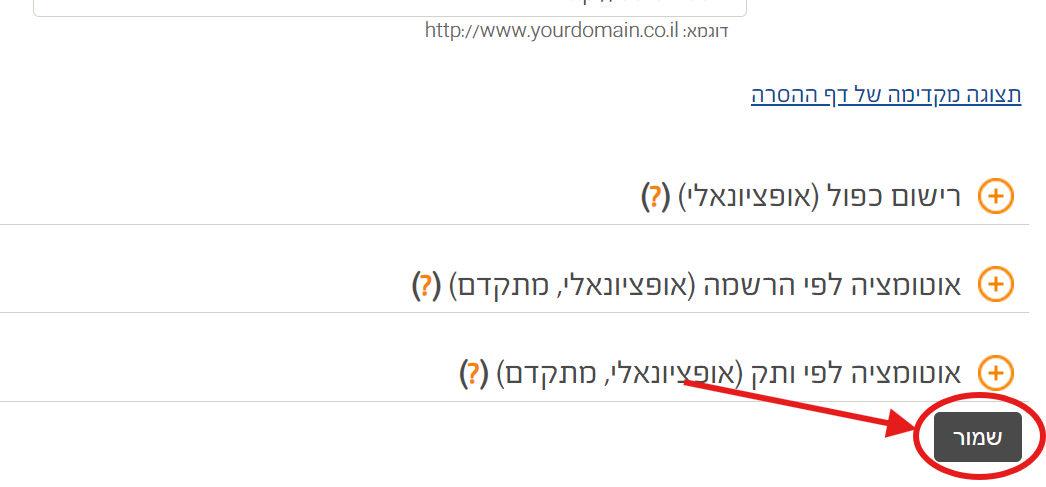 דוגמא: http://www.yourdomain.co.il
תצוגה מקדימה של דף ההסרה
רישום כפול (אופציונאלי) (?)
אוטומציה לפי הרשמה (אופציונאלי, מתקדם) (?)
אוטומציה לפי ותק (אופציונאלי, מתקדם) (?)
שמור